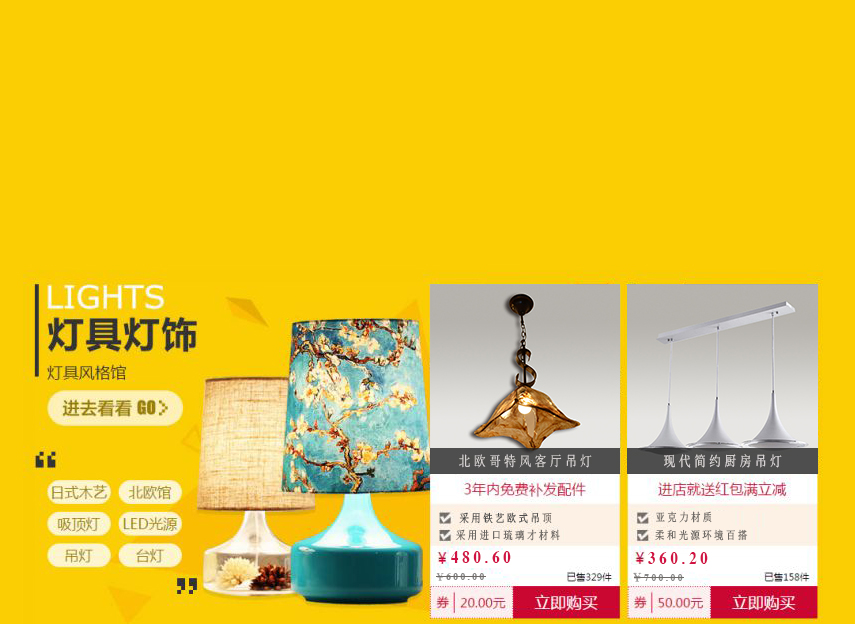 LIGHTS
灯具灯饰
灯具风格馆
进去看看 GO
日式木艺 北欧馆
吸顶灯 LED光源
吊灯 台灯
北欧哥特风客厅吊灯
3年内免费补发配件
采用铁艺欧式吊顶
采用进口琉璃才材料
¥480.60
¥600.00 已售329件
券 20.00元 立即购买
现代简约厨房吊灯
进店就送红包满立减
亚克力材质
柔和光源环境百搭
¥360.20
¥700.00 已售158件
券 50.00元 立即购买